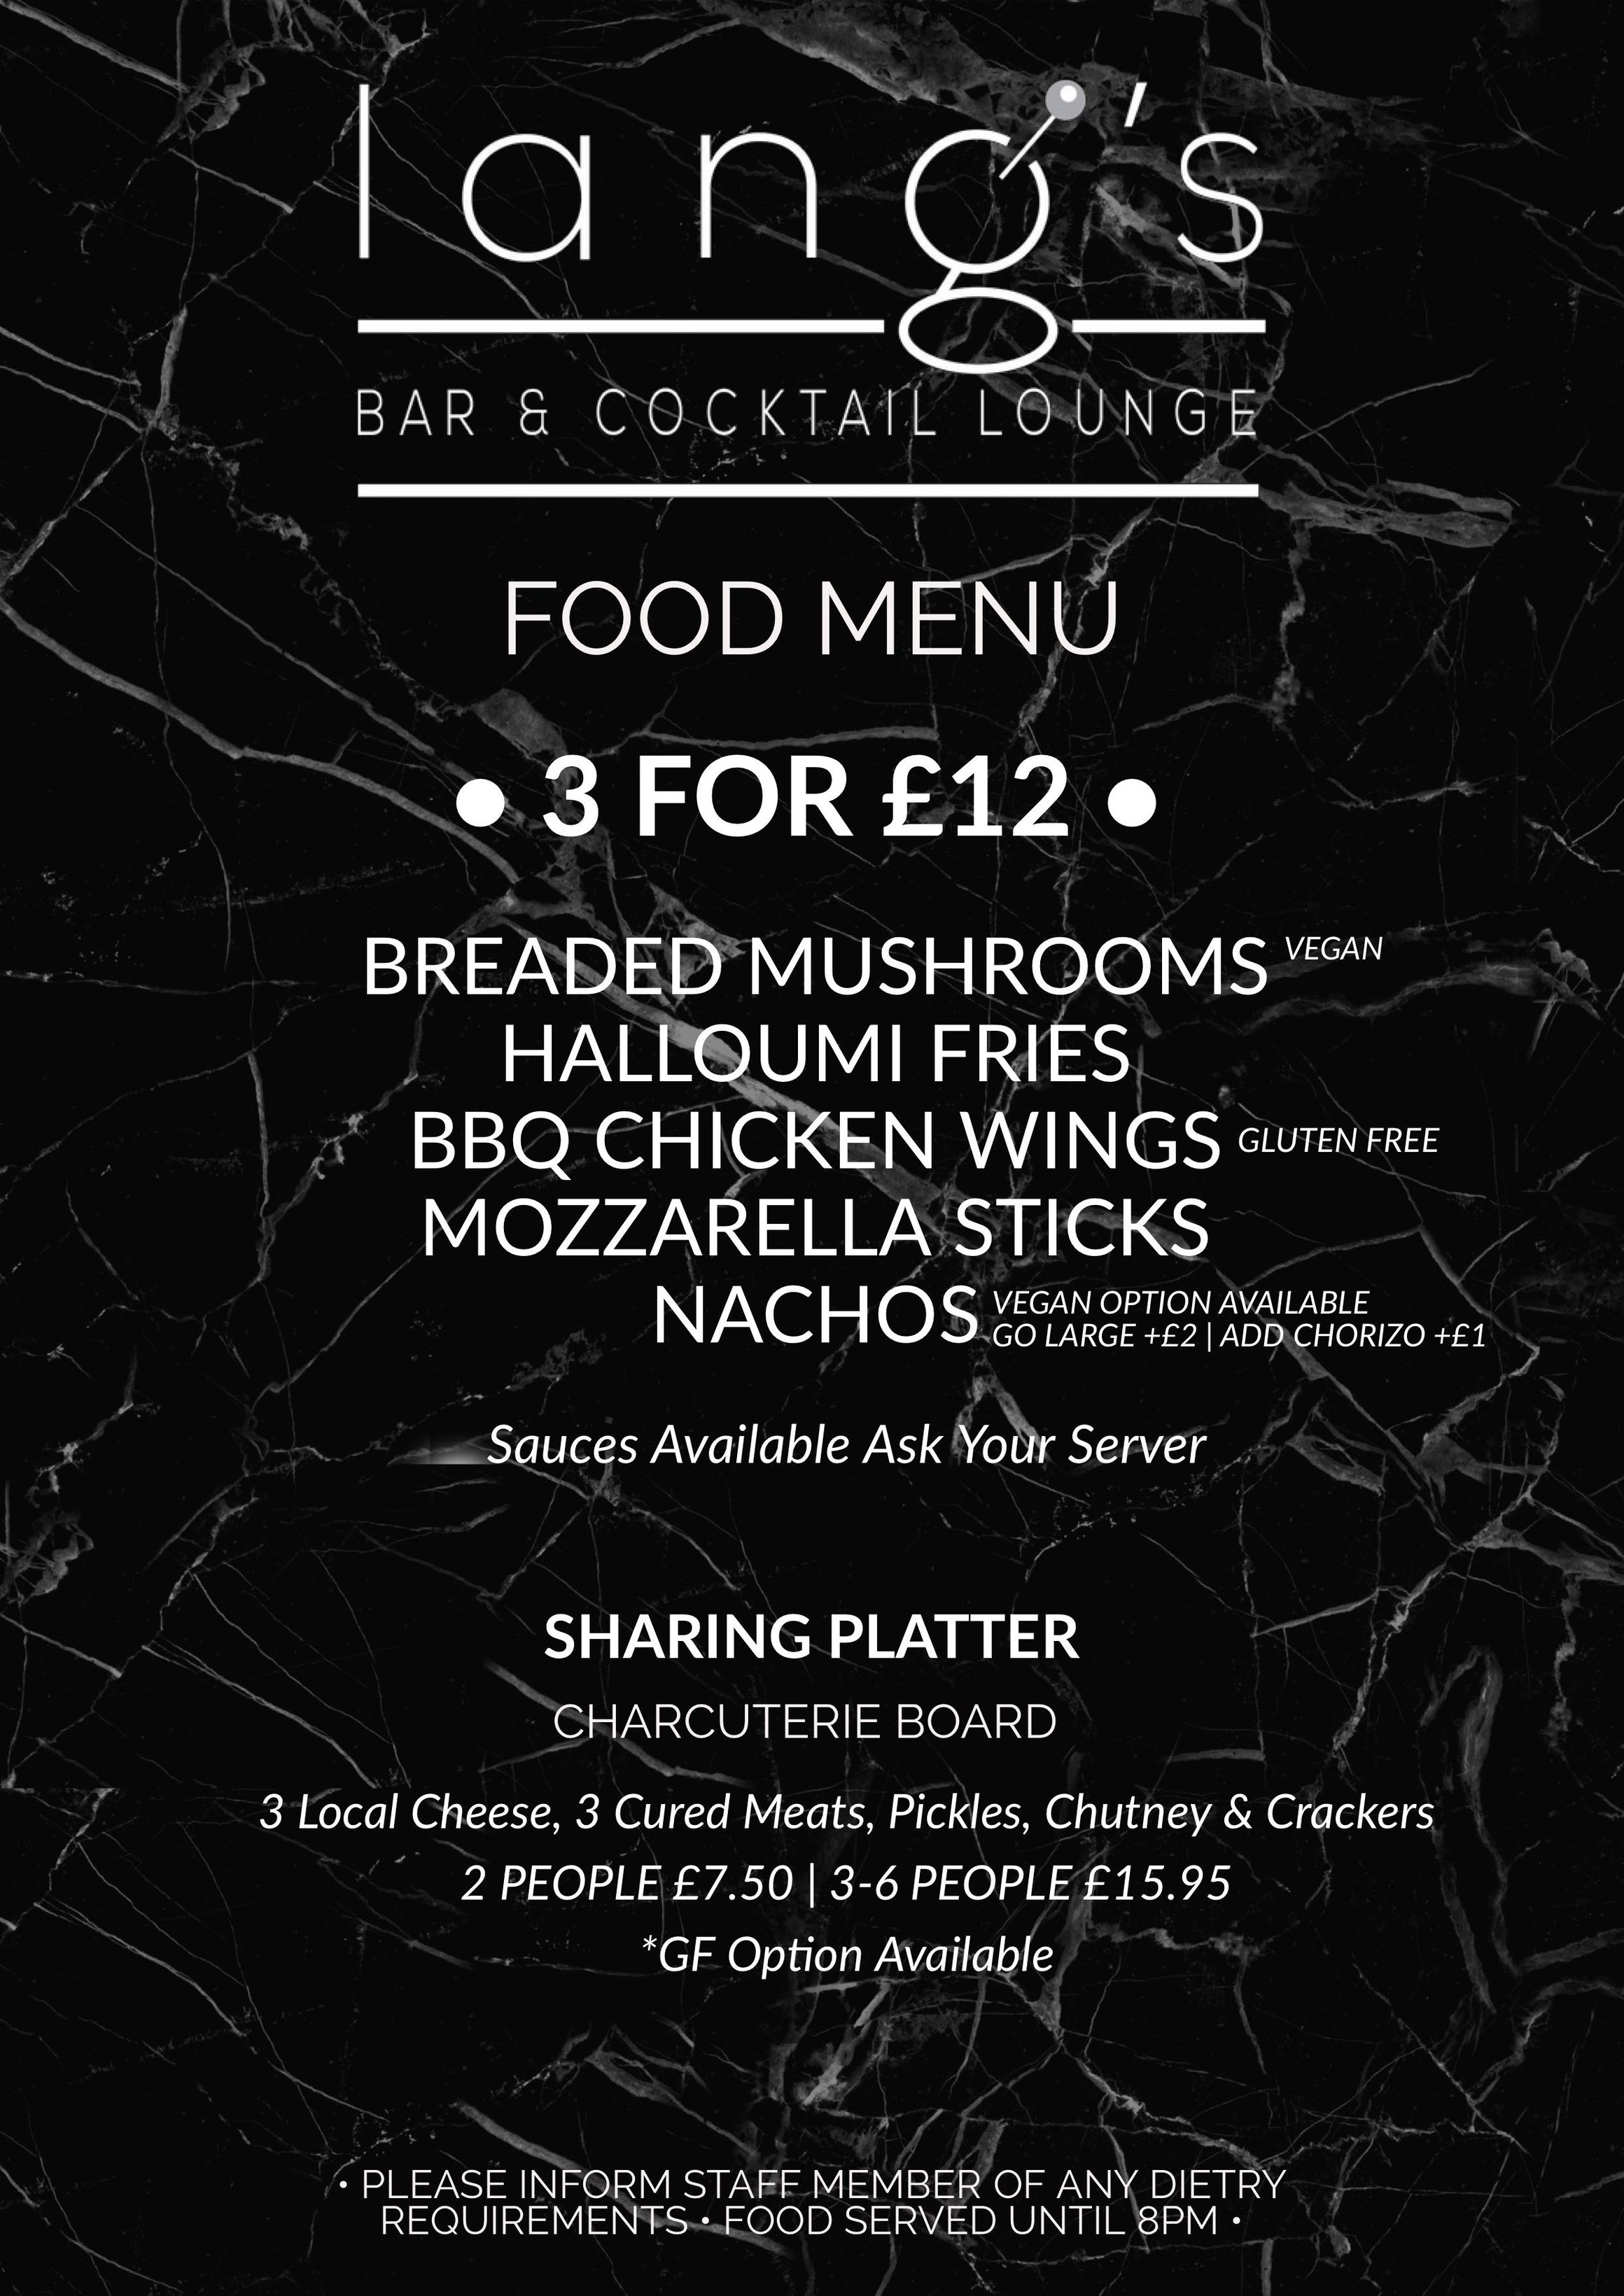 lang's
BAR & COCKTAIL LOUNGE
FOOD MENU
• 3 FOR £12 •
BREADED MUSHROOMS VEGAN
HALLOUMI FRIES
BBQ CHICKEN WINGS GLUTEN FREE
MOZZARELLA STICKS
NACHOS VEGAN OPTION AVAILABLE
GO LARGE +£2 | ADD CHORIZO +£1
Sauces Available Ask Your Server
SHARING PLATTER
CHARCUTERIE BOARD
3 Local Cheese, 3 Cured Meats, Pickles, Chutney & Crackers
2 PEOPLE £7.50 | 3-6 PEOPLE £15.95
*GF Option Available
• PLEASE INFORM STAFF MEMBER OF ANY DIETRY
REQUIREMENTS • FOOD SERVED UNTIL 8PM •